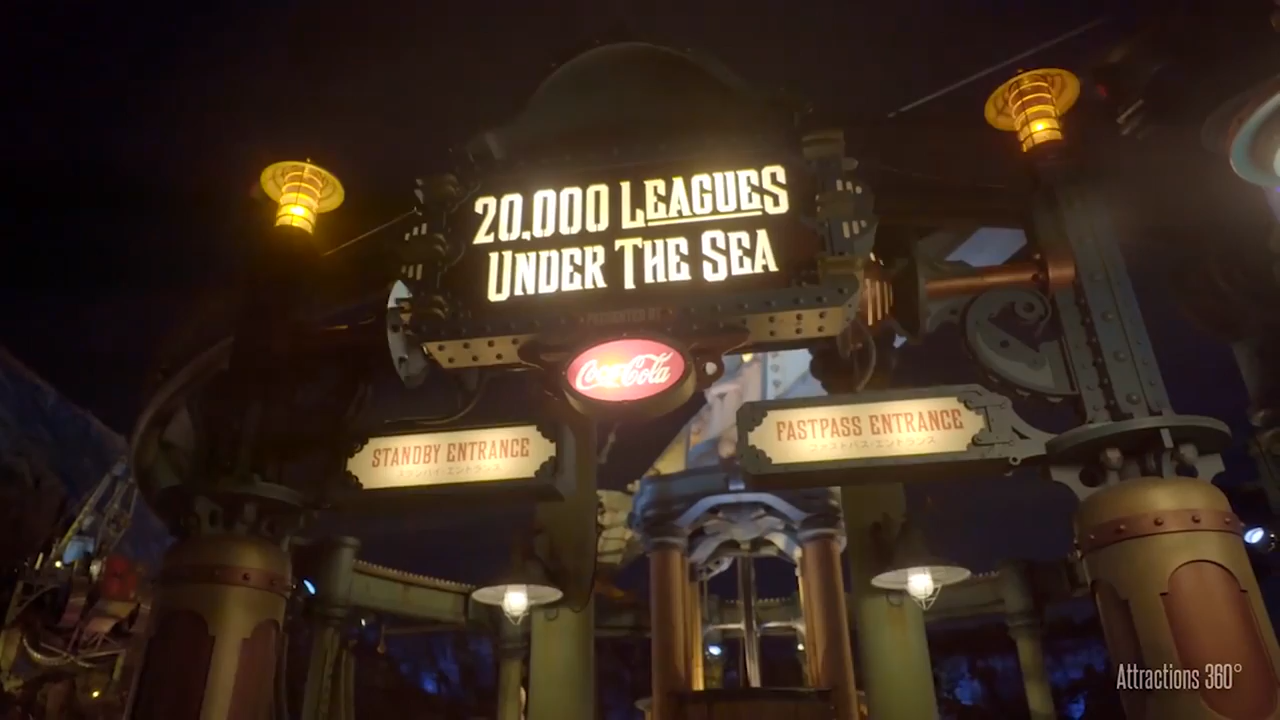 20,000 LEAGUES
UNDER THE SEA
PRESENTED BY
Coca-Cola
STANDBY ENTRANCE
スタンバイ・エントランス
FASTPASS ENTRANCE
ファストパス・エントランス
Attractions 360°